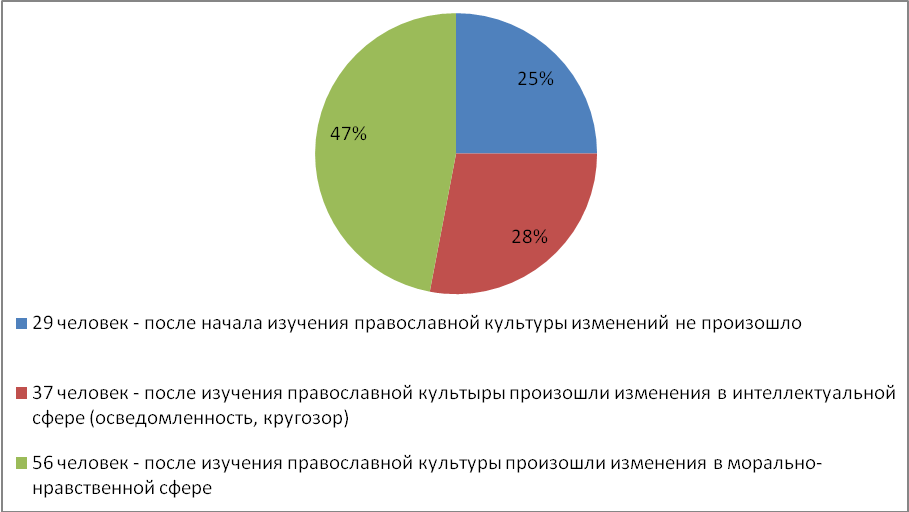 25%
47%
28%
29 человек - после начала изучения православной культуры изменений не произошло
37 человек - после изучения православной культыры произошли изменения в интеллектуальной
сфере (осведомленность, кругозор)
56 человек - после изучения православной культуры произошли изменения в морально-
нравственной сфере